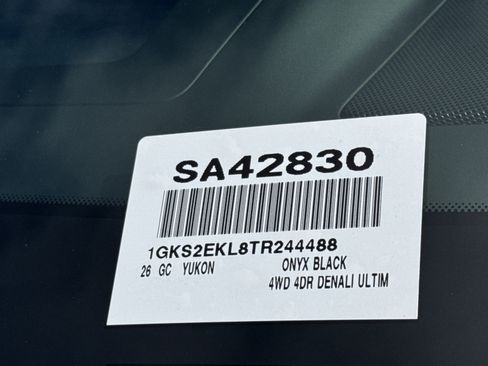 SA42830
1GKS2EKL8TR244488
26 GC YUKON ONYX BLACK
4WD 4DR DENALI ULTIM